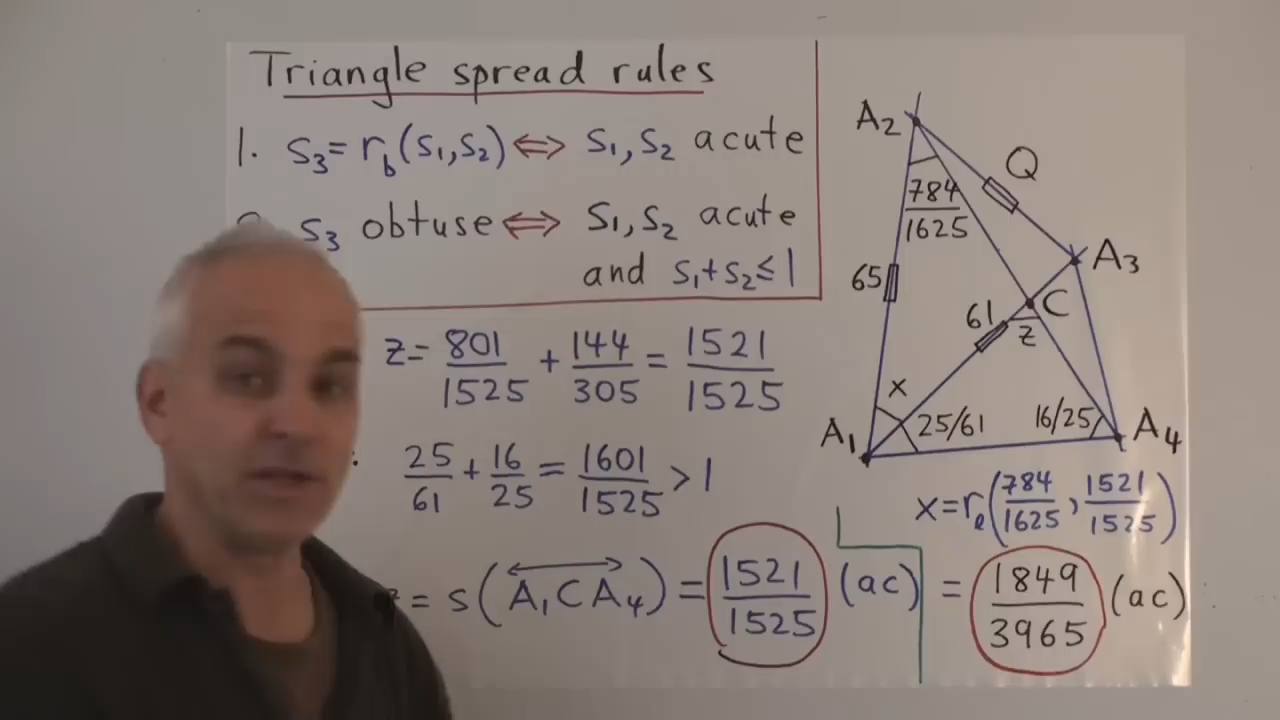 Triangle spread rules
1. s₃ = r_b(s₁,s₂) ⇔ s₁,s₂ acute
s₃ obtuse ⇔ s₁,s₂ acute
and s₁+s₂ ≤ 1
z = 801/1525 + 144/305 = 1521/1525
25/61 + 16/25 = 1601/1525 > 1
= s(A₁CA₄) = 1521/1525 (ac)
A₂
Q
784/1625
A₃
65
61
C
z
x
A₁
25/61
16/25
A₄
x = r_e(784/1625, 1521/1525)
= 1849/3965 (ac)